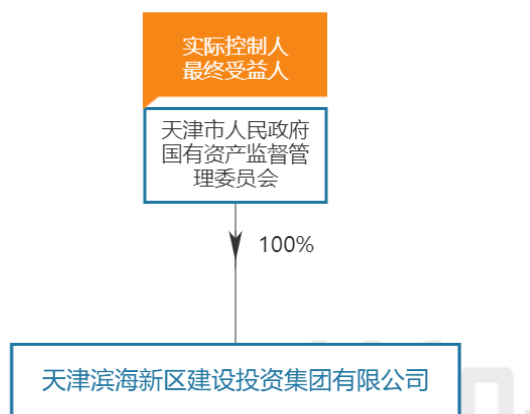 实际控制人
最终受益人
天津市人民政府
国有资产监督管
理委员会
100%
天津滨海新区建设投资集团有限公司